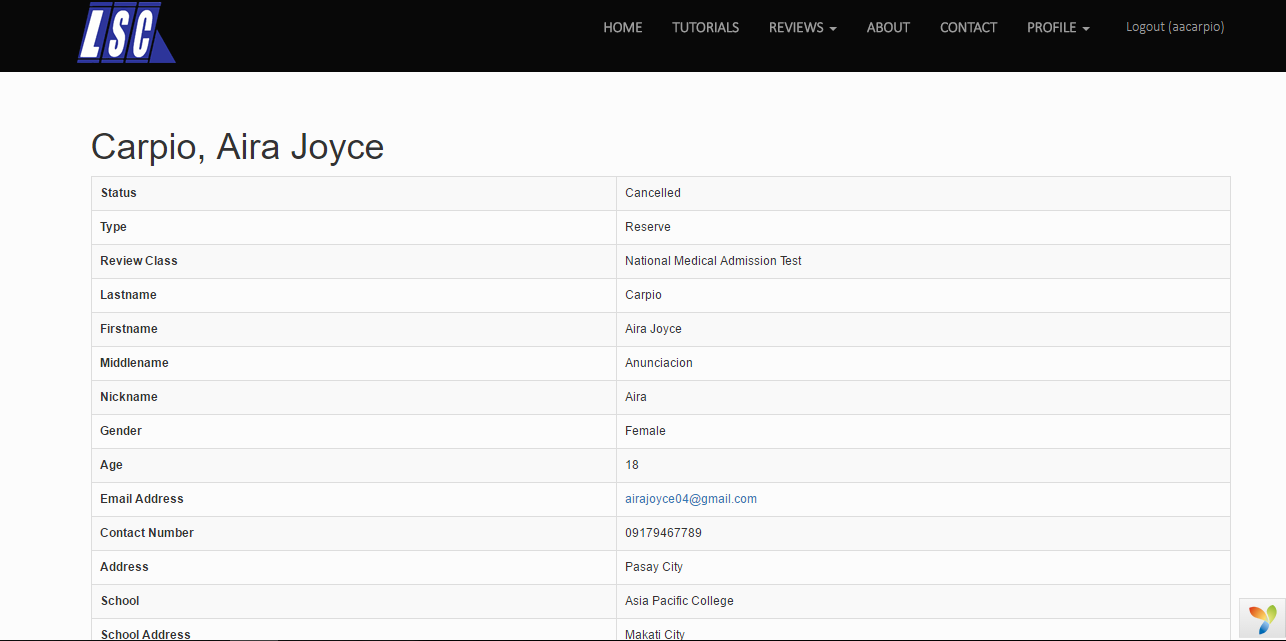 LSC
HOME TUTORIALS REVIEWS ABOUT CONTACT PROFILE Logout (aacarpio)
Carpio, Aira Joyce
Status Cancelled
Type Reserve
Review Class National Medical Admission Test
Lastname Carpio
Firstname Aira Joyce
Middlename Anunciacion
Nickname Aira
Gender Female
Age 18
Email Address airajoyce04@gmail.com
Contact Number 09179467789
Address Pasay City
School Asia Pacific College
School Address Makati City